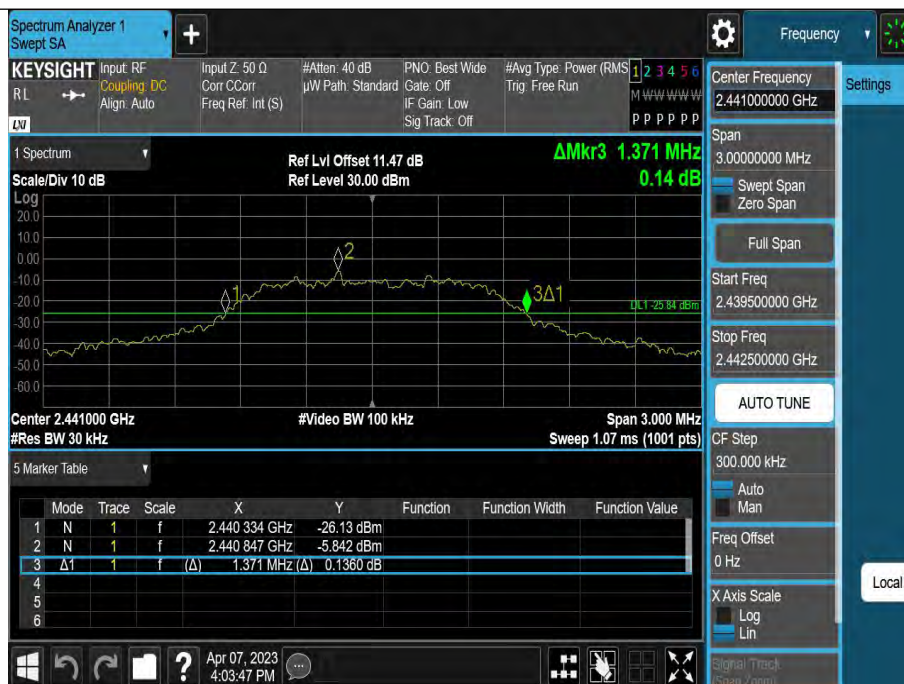 Spectrum Analyzer 1
Swept SA
+
Frequency
KEYSIGHT
RL
LXI
Input: RF
Coupling: DC
Align: Auto
Input Z: 50 Ω
Corr CCorr
Freq Ref: Int (S)
#Atten: 40 dB
µW Path: Standard
PNO: Best Wide
Gate: Off
IF Gain: Low
Sig Track: Off
#Avg Type: Power (RMS
Trig: Free Run
1 2 3 4 5 6
M W W W W W
P P P P P P
Center Frequency
2.441000000 GHz
Settings
Span
3.00000000 MHz
Swept Span
Zero Span
Full Span
Start Freq
2.439500000 GHz
Stop Freq
2.442500000 GHz
AUTO TUNE
CF Step
300.000 kHz
Auto
Man
Freq Offset
0 Hz
X Axis Scale
Log
Lin
Signal Track
(Span Zoom)
Local
1 Spectrum
Scale/Div 10 dB
Ref Lvl Offset 11.47 dB
Ref Level 30.00 dBm
ΔMkr3 1.371 MHz
0.14 dB
Log
20.0
10.0
0.00
-10.0
-20.0
-30.0
-40.0
-50.0
-60.0
1
2
3Δ1
DL1 -25.84 dBm
Center 2.441000 GHz
#Res BW 30 kHz
#Video BW 100 kHz
Span 3.000 MHz
Sweep 1.07 ms (1001 pts)
5 Marker Table
Mode Trace Scale X Y Function Function Width Function Value
1 N 1 f 2.440 334 GHz -26.13 dBm
2 N 1 f 2.440 847 GHz -5.842 dBm
3 Δ1 1 f (Δ) 1.371 MHz (Δ) 0.1360 dB
4
5
6
?
Apr 07, 2023
4:03:47 PM